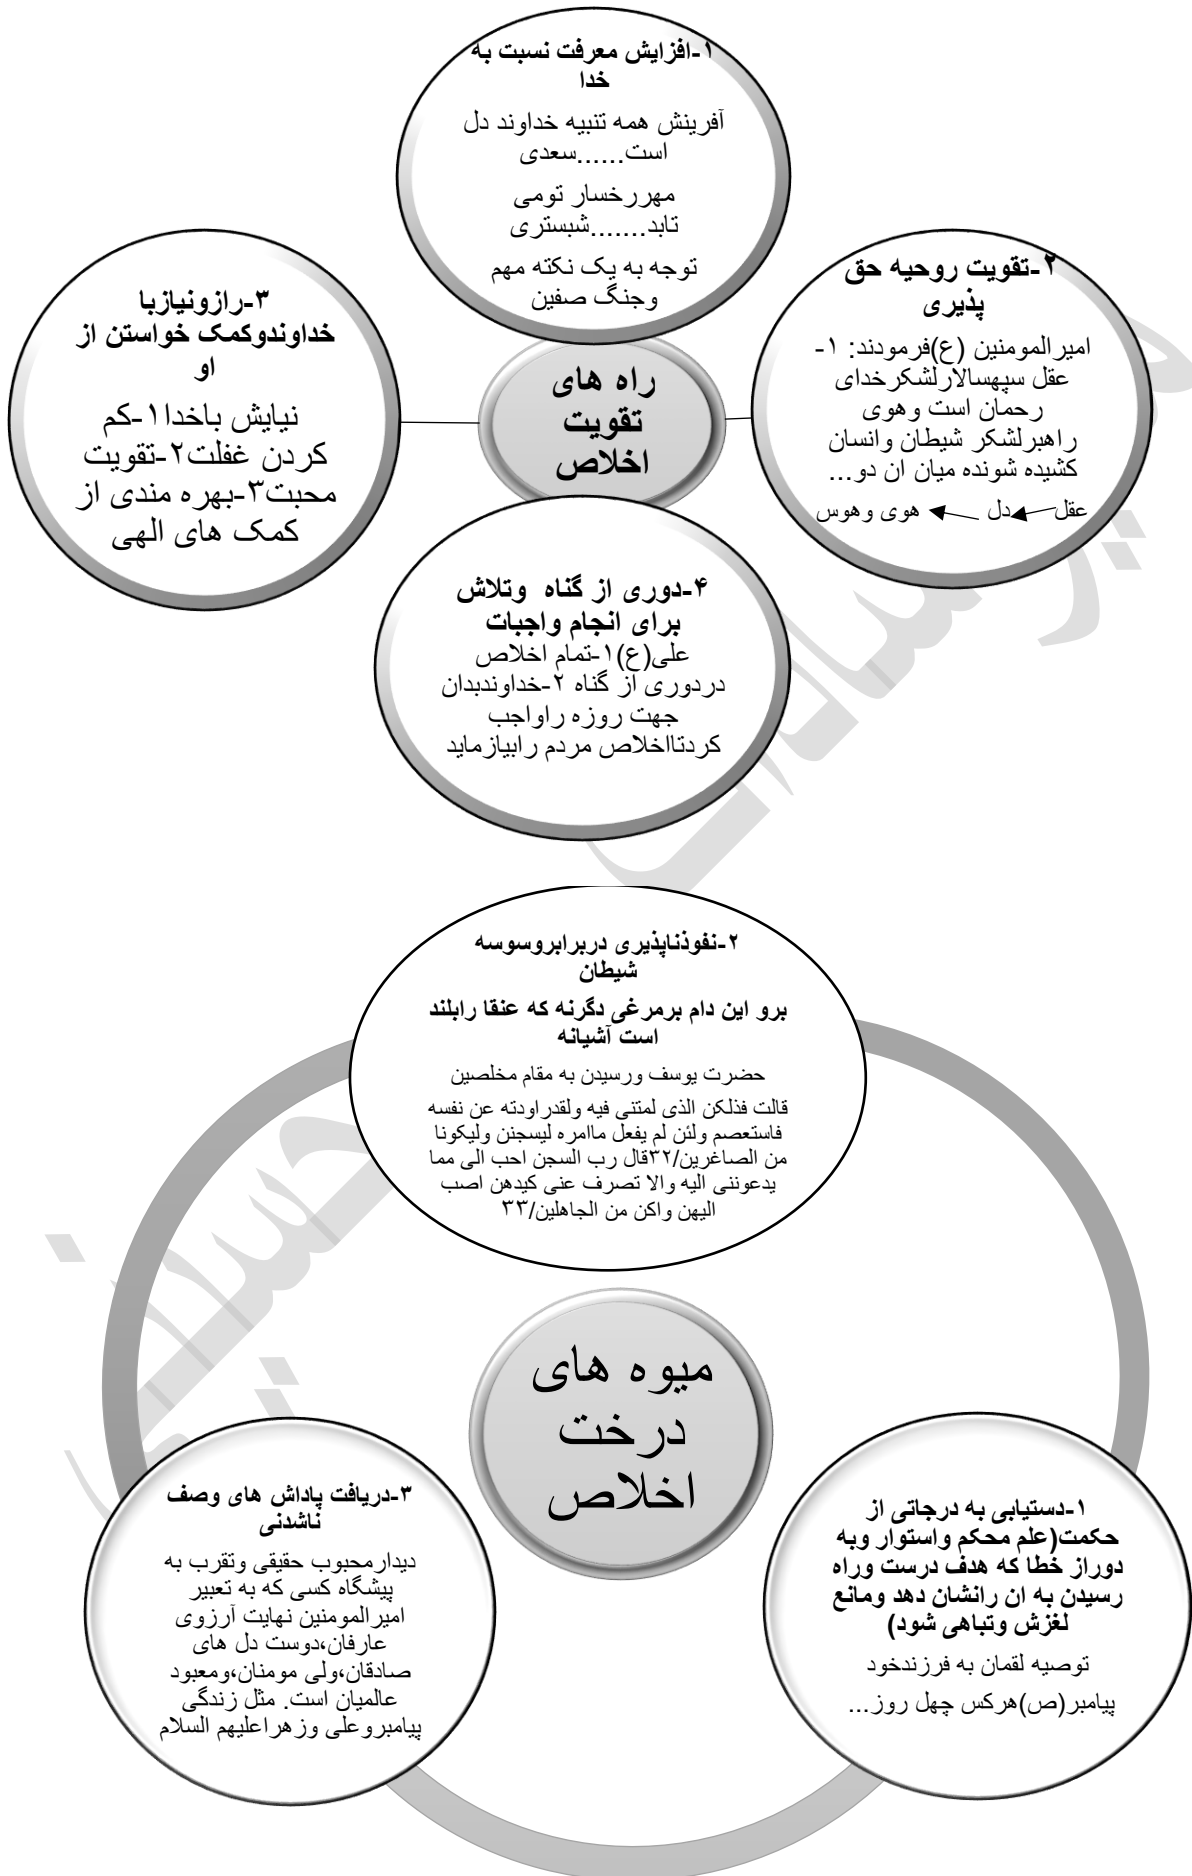 ۱-افزایش معرفت نسبت به
خدا
آفرینش همه تنبیه خداوند دل
است......سعدی
مهررخسار تومی
تابد.......شبستری
توجه به یک نکته مهم
وجنگ صفین
۲-تقویت روحیه حق
پذیری
امیرالمومنین (ع)فرمودند: ۱-
عقل سپهسالارلشکرخدای
رحمان است وهوی
راهبرلشکر شیطان وانسان
کشیده شونده میان ان دو...
عقل دل هوی وهوس
۳-رازونیازبا
خداوندوکمک خواستن از
او
نیایش باخدا۱-کم
کردن غفلت۲-تقویت
محبت۳-بهره مندی از
کمک های الهی
راه های
تقویت
اخلاص
۴-دوری از گناه وتلاش
برای انجام واجبات
علی(ع)۱-تمام اخلاص
دردوری از گناه ۲-خداوندبدان
جهت روزه راواجب
کردتااخلاص مردم رابیازماید
۲-نفوذناپذیری دربرابروسوسه
شیطان
برو این دام برمرغی دگرنه که عنقا رابلند
است آشیانه
حضرت یوسف ورسیدن به مقام مخلصین
قالت فذلکن الذی لمتنی فیه ولقدراودته عن نفسه
فاستعصم ولئن لم یفعل ماامره لیسجنن ولیکونا
من الصاغرین/۳۲قال رب السجن احب الی مما
یدعوننی الیه والا تصرف عنی کیدهن اصب
الیهن واکن من الجاهلین/۳۳
میوه های
درخت
اخلاص
۱-دستیابی به درجاتی از
حکمت(علم محکم واستوار وبه
دوراز خطا که هدف درست وراه
رسیدن به ان رانشان دهد ومانع
لغزش وتباهی شود)
توصیه لقمان به فرزندخود
پیامبر(ص)هرکس چهل روز...
۳-دریافت پاداش های وصف
ناشدنی
دیدارمحبوب حقیقی وتقرب به
پیشگاه کسی که به تعبیر
امیرالمومنین نهایت آرزوی
عارفان،دوست دل های
صادقان،ولی مومنان،ومعبود
عالمیان است. مثل زندگی
پیامبروعلی وزهراعلیهم السلام